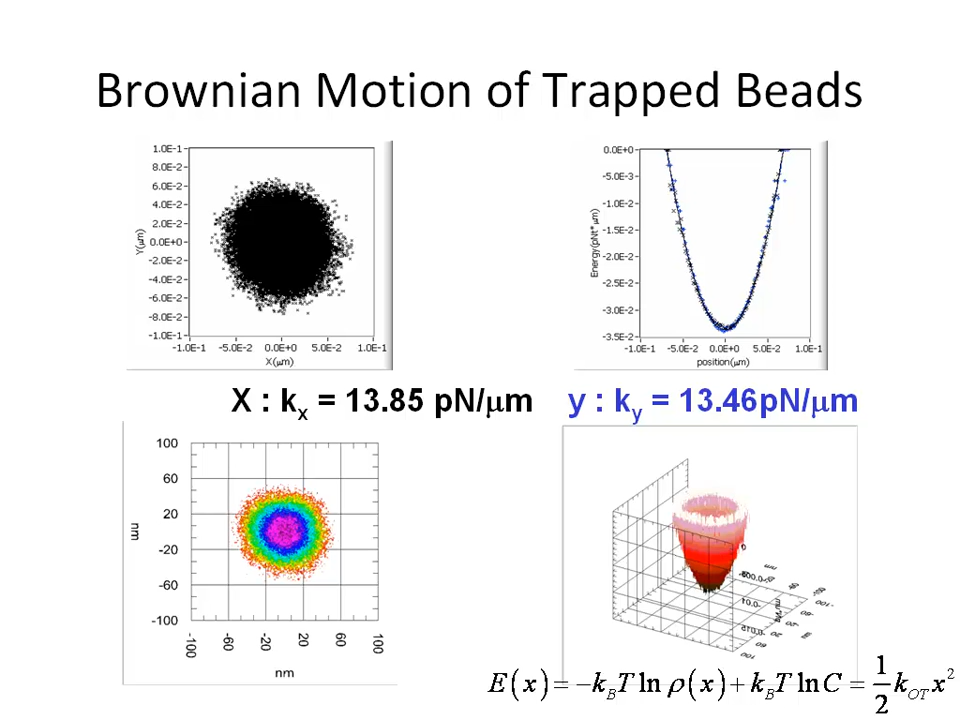 Brownian Motion of Trapped Beads
1.0E-1
8.0E-2
6.0E-2
4.0E-2
2.0E-2
0.0E+0
-2.0E-2
-4.0E-2
-6.0E-2
-8.0E-2
-1.0E-1
Y(μm)
-1.0E-1 -5.0E-2 0.0E+0 5.0E-2 1.0E-1
X(μm)
0.0E+0
-5.0E-3
-1.0E-2
-1.5E-2
-2.0E-2
-2.5E-2
-3.0E-2
-3.5E-2
Energy(pNt*μm)
-1.0E-1 -5.0E-2 0.0E+0 5.0E-2 1.0E-1
position(μm)
X : kx = 13.85 pN/μm
y : ky = 13.46pN/μm
100
60
20
-20
-60
-100
nm
-100 -60 -20 20 60 100
nm
E(x) = -k_B T ln ρ(x) + k_B T ln C = 1/2 k_OT x²